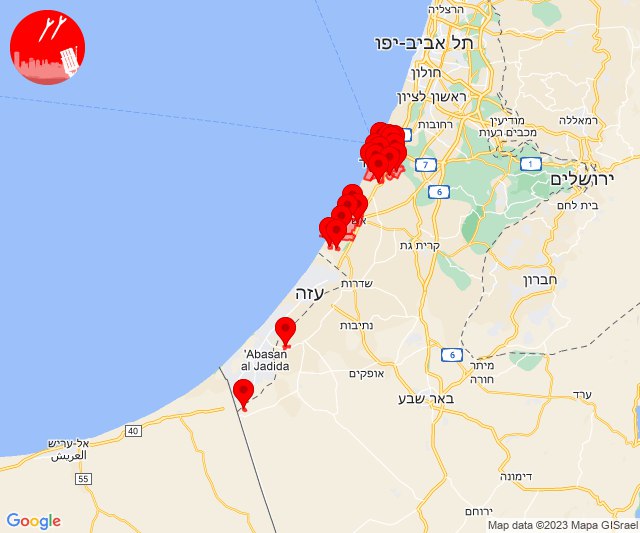 הרצליה
תל אביב-יפו
חולון
ראשון לציון
רחובות
מודיעין
מכבים רעות
רמאללה
7
1
ירושלים
6
בית לחם
קרית גת
חברון
שדרות
עזה
נתיבות
'Abasan
al Jadida
6
מיתר
חורה
אופקים
ערד
באר שבע
40
אל-עריש
العريش
דימונה
55
ירוחם
Google
Map data ©2023 Mapa GISrael